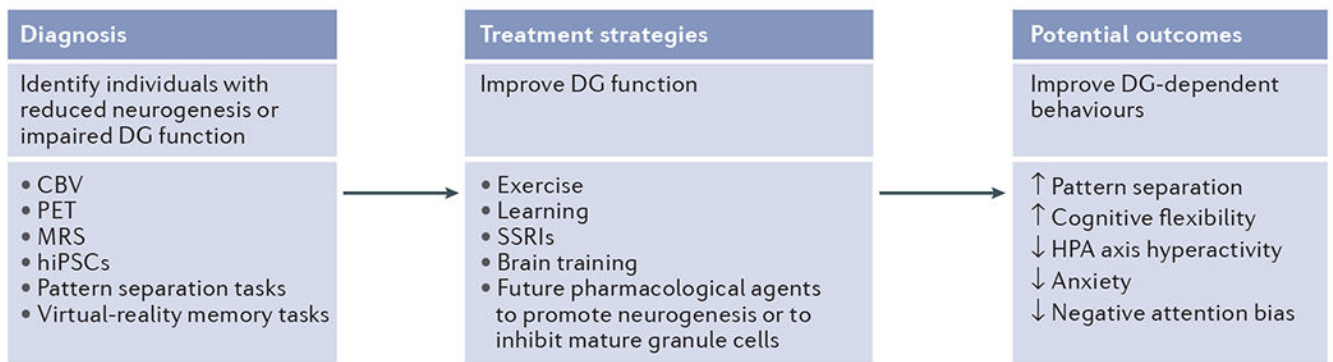 Diagnosis
Identify individuals with
reduced neurogenesis or
impaired DG function
• CBV
• PET
• MRS
• hiPSCs
• Pattern separation tasks
• Virtual-reality memory tasks
Treatment strategies
Improve DG function
• Exercise
• Learning
• SSRIs
• Brain training
• Future pharmacological agents
to promote neurogenesis or to
inhibit mature granule cells
Potential outcomes
Improve DG-dependent
behaviours
↑ Pattern separation
↑ Cognitive flexibility
↓ HPA axis hyperactivity
↓ Anxiety
↓ Negative attention bias